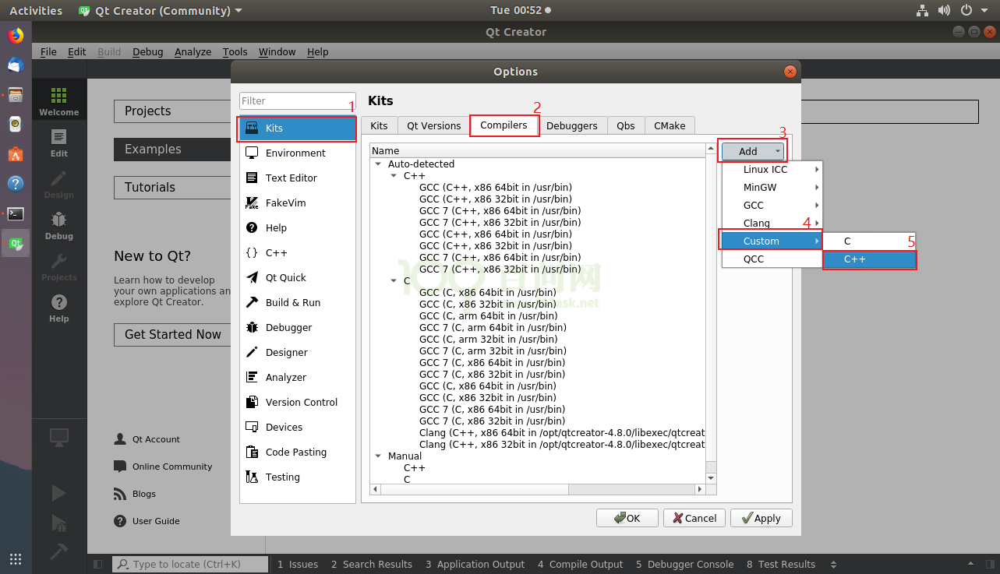 Activities
Qt Creator (Community)
Tue 00:52
Qt Creator
File Edit Build Debug Analyze Tools Window Help
Welcome
Edit
Design
Debug
Projects
Help
Projects
Examples
Tutorials
New to Qt?
Learn how to develop
your own applications an
explore Qt Creator.
Get Started Now
Qt Account
Online Community
Blogs
User Guide
Options
Filter
1
Kits
Environment
Text Editor
FakeVim
Help
C++
Qt Quick
Build & Run
Debugger
Designer
Analyzer
Version Control
Devices
Code Pasting
Testing
Kits
2
Kits Qt Versions Compilers Debuggers Qbs CMake
Name
Auto-detected
C++
GCC (C++, x86 64bit in /usr/bin)
GCC (C++, x86 32bit in /usr/bin)
GCC 7 (C++, x86 64bit in /usr/bin)
GCC 7 (C++, x86 32bit in /usr/bin)
GCC (C++, x86 64bit in /usr/bin)
GCC (C++, x86 32bit in /usr/bin)
GCC 7 (C++, x86 64bit in /usr/bin)
GCC 7 (C++, x86 32bit in /usr/bin)
C
GCC (C, x86 64bit in /usr/bin)
GCC (C, x86 32bit in /usr/bin)
GCC (C, arm 64bit in /usr/bin)
GCC 7 (C, arm 64bit in /usr/bin)
GCC (C, arm 32bit in /usr/bin)
GCC 7 (C, arm 32bit in /usr/bin)
GCC 7 (C, x86 64bit in /usr/bin)
GCC 7 (C, x86 32bit in /usr/bin)
GCC (C, x86 64bit in /usr/bin)
GCC (C, x86 32bit in /usr/bin)
GCC 7 (C, x86 64bit in /usr/bin)
GCC 7 (C, x86 32bit in /usr/bin)
Clang (C++, x86 64bit in /opt/qtcreator-4.8.0/libexec/qtcreat
Clang (C++, x86 32bit in /opt/qtcreator-4.8.0/libexec/qtcreat
Manual
C++
C
3
Add
Linux ICC
MinGW
GCC
Clang
4
Custom
QCC
C
5
C++
OK Cancel Apply
Type to locate (Ctrl+K)
1 Issues 2 Search Results 3 Application Output 4 Compile Output 5 Debugger Console 8 Test Results